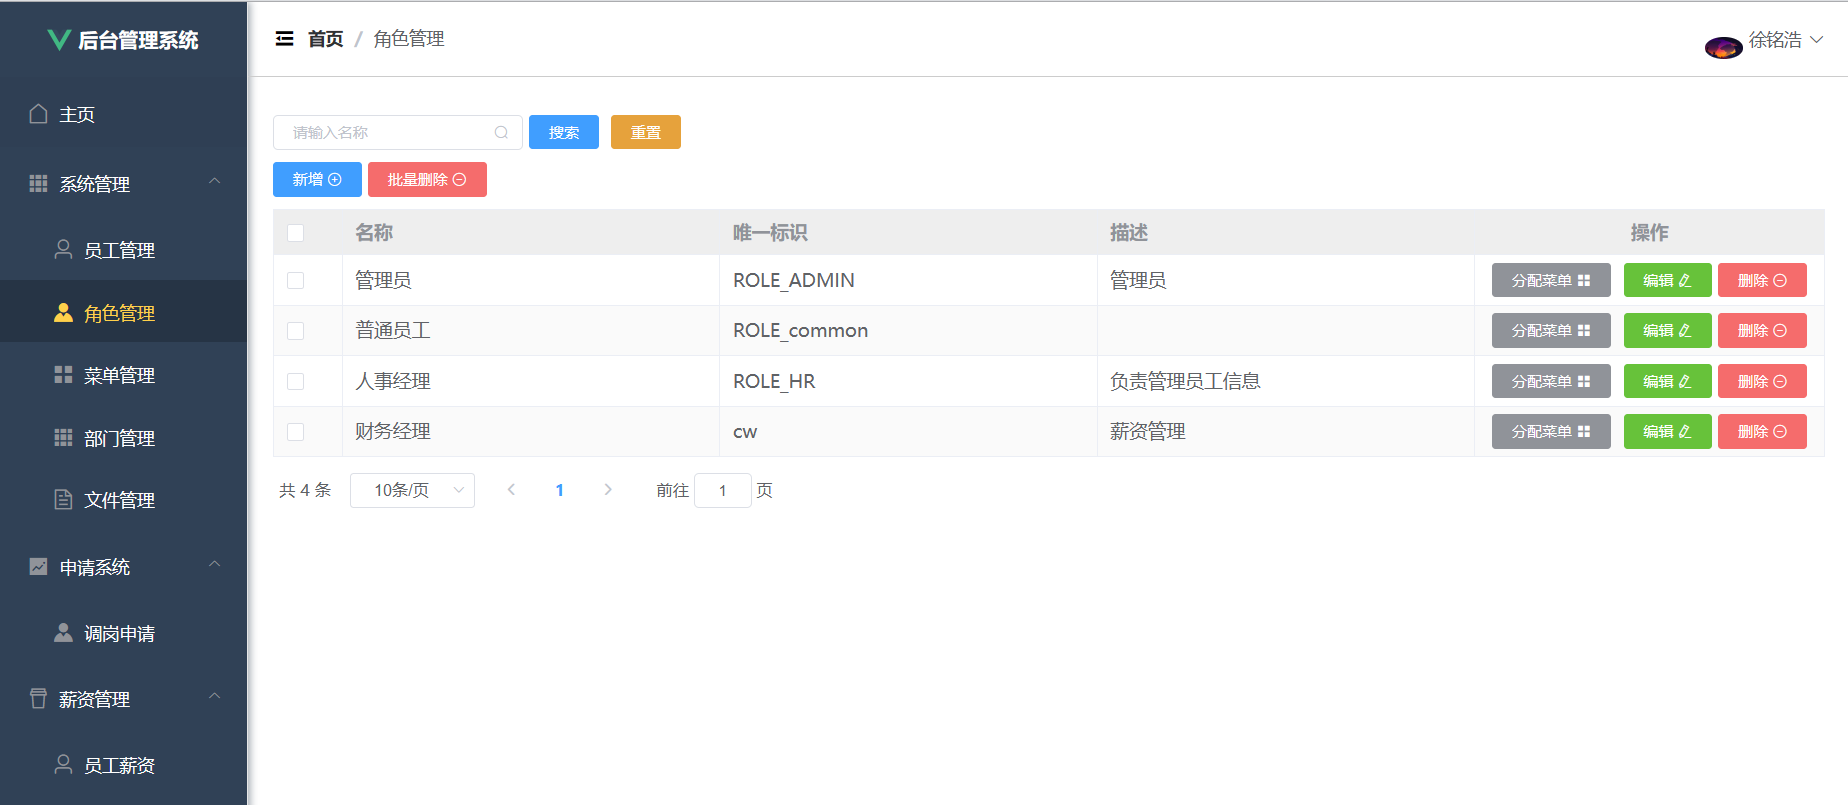 后台管理系统
首页 / 角色管理
徐铭浩
主页
系统管理
员工管理
角色管理
菜单管理
部门管理
文件管理
申请系统
调岗申请
薪资管理
员工薪资
请输入名称 搜索 重置
新增 批量删除
名称 唯一标识 描述 操作
管理员 ROLE_ADMIN 管理员 分配菜单 编辑 删除
普通员工 ROLE_common 分配菜单 编辑 删除
人事经理 ROLE_HR 负责管理员工信息 分配菜单 编辑 删除
财务经理 cw 薪资管理 分配菜单 编辑 删除
共 4 条 10条/页 1 前往 1 页